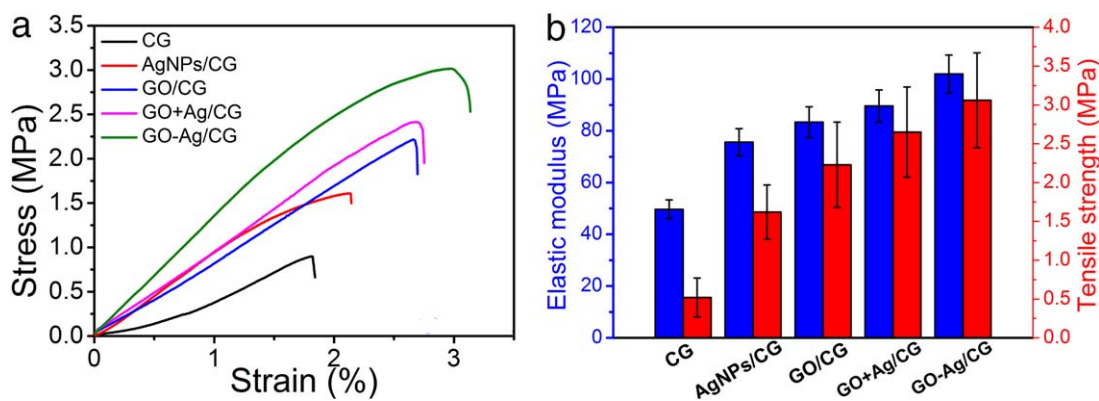 a
3.5
3.0
2.5
2.0
1.5
1.0
0.5
0.0
Stress (MPa)
CG
AgNPs/CG
GO/CG
GO+Ag/CG
GO-Ag/CG
0 1 2 3
Strain (%)
b
120
100
80
60
40
20
0
Elastic modulus (MPa)
4.0
3.5
3.0
2.5
2.0
1.5
1.0
0.5
0.0
Tensile strength (MPa)
CG
AgNPs/CG
GO/CG
GO+Ag/CG
GO-Ag/CG